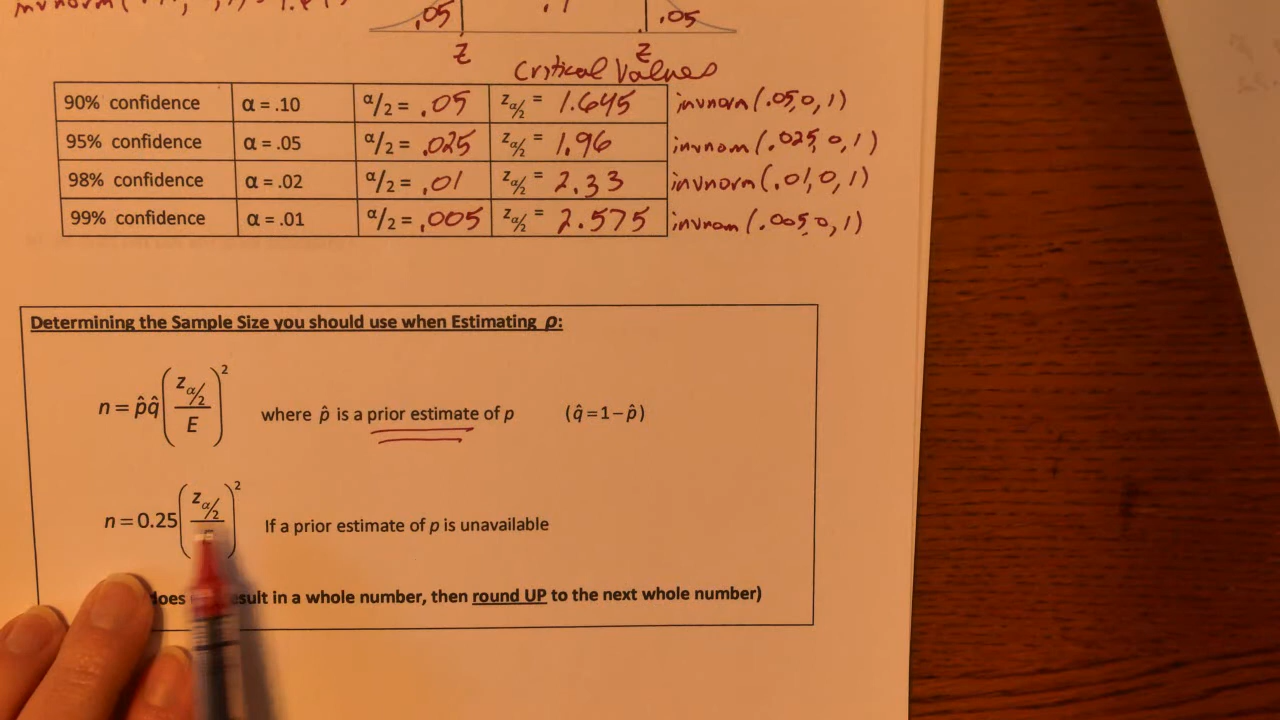 .05 .05
z z
Critical Values
90% confidence α = .10 α/2 = .05 zα/2 = 1.645 invnorm(.05,0,1)
95% confidence α = .05 α/2 = .025 zα/2 = 1.96 invnom(.025,0,1)
98% confidence α = .02 α/2 = .01 zα/2 = 2.33 invnorm(.01,0,1)
99% confidence α = .01 α/2 = .005 zα/2 = 2.575 invnom(.005,0,1)
Determining the Sample Size you should use when Estimating ρ:
n = p̂q̂(zα/2 / E)² where p̂ is a prior estimate of p (q̂ = 1 − p̂)
n = 0.25(zα/2 / )² If a prior estimate of p is unavailable
does in a whole number, then round UP to the next whole number)